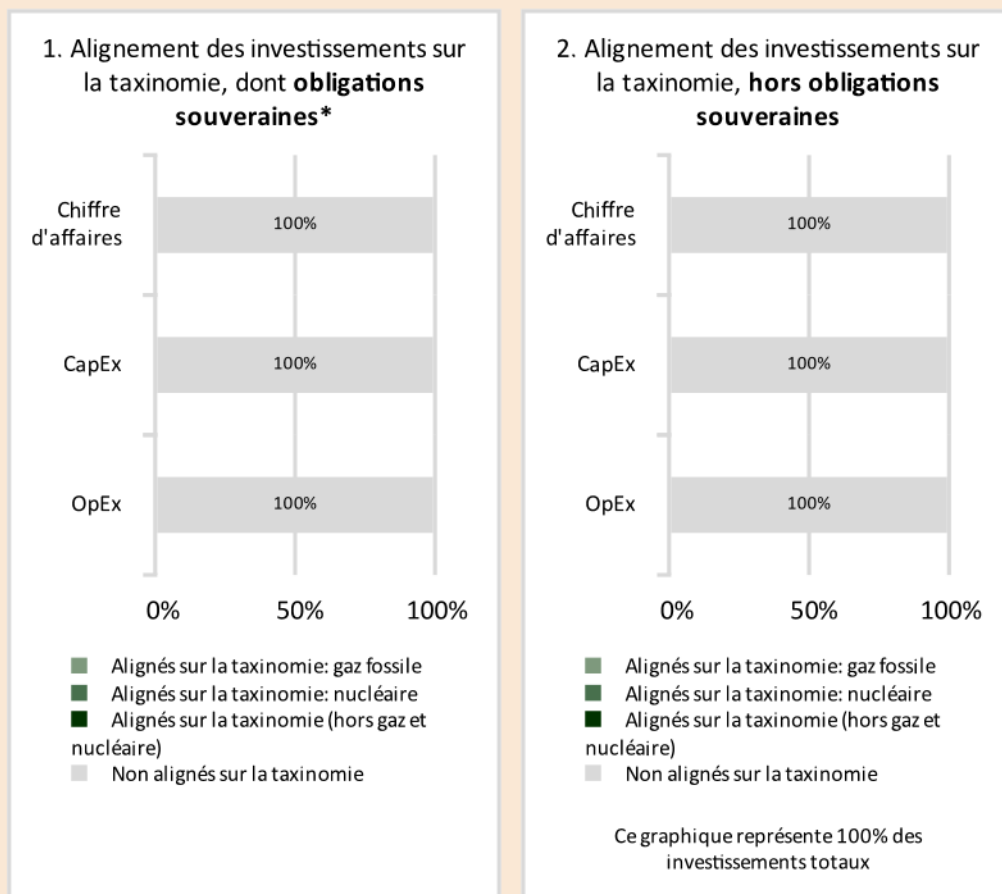 1. Alignement des investissements sur
la taxinomie, dont obligations
souveraines*
Chiffre
d'affaires
100%
CapEx
100%
OpEx
100%
0% 50% 100%
Alignés sur la taxinomie: gaz fossile
Alignés sur la taxinomie: nucléaire
Alignés sur la taxinomie (hors gaz et
nucléaire)
Non alignés sur la taxinomie
2. Alignement des investissements sur
la taxinomie, hors obligations
souveraines
Chiffre
d'affaires
100%
CapEx
100%
OpEx
100%
0% 50% 100%
Alignés sur la taxinomie: gaz fossile
Alignés sur la taxinomie: nucléaire
Alignés sur la taxinomie (hors gaz et
nucléaire)
Non alignés sur la taxinomie
Ce graphique représente 100% des
investissements totaux